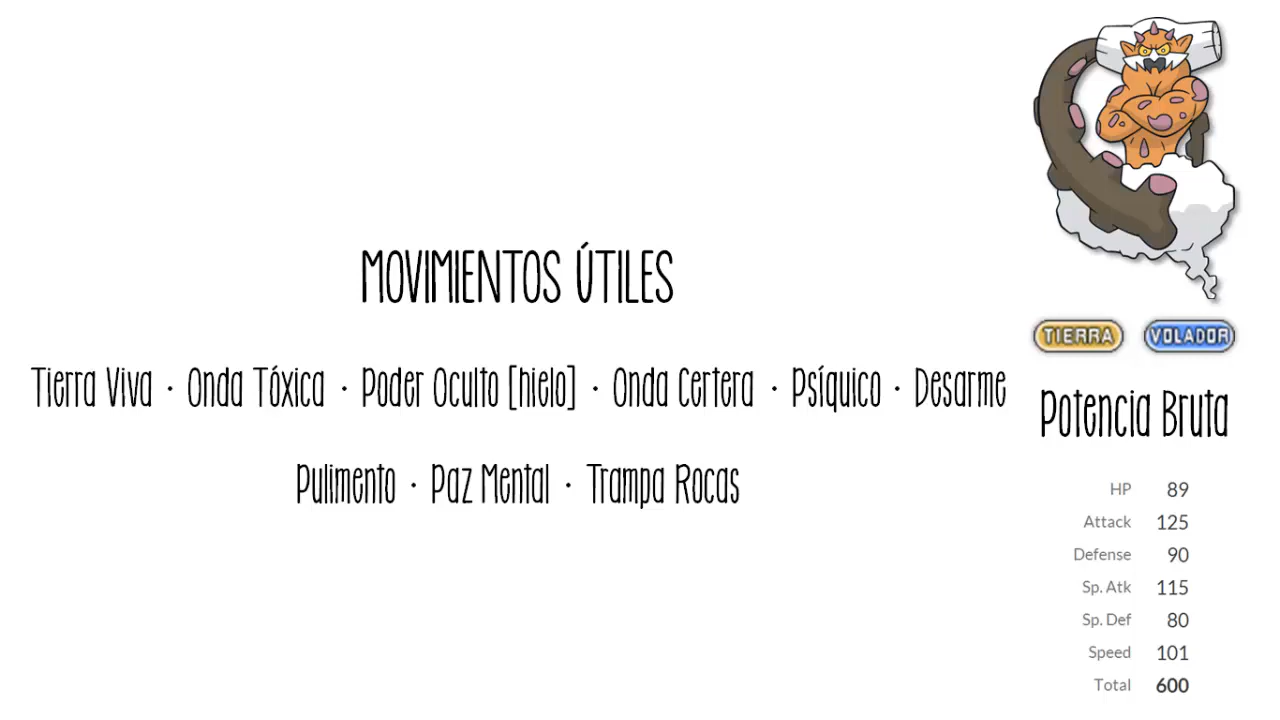 MOVIMIENTOS ÚTILES
Tierra Viva · Onda Tóxica · Poder Oculto [hielo] · Onda Certera · Psíquico · Desarme
Pulimento · Paz Mental · Trampa Rocas
TIERRA VOLADOR
Potencia Bruta
HP 89
Attack 125
Defense 90
Sp. Atk 115
Sp. Def 80
Speed 101
Total 600